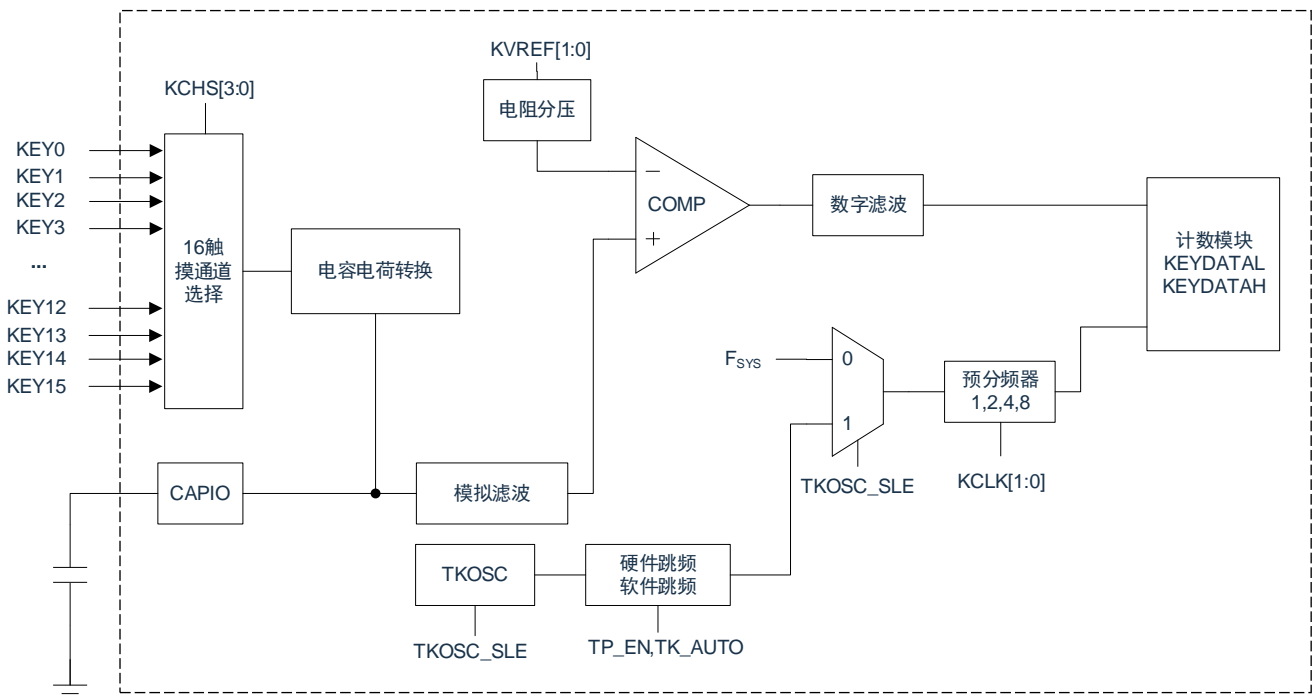 KVREF[1:0]
KCHS[3:0]
电阻分压
KEY0
KEY1
KEY2
KEY3
...
KEY12
KEY13
KEY14
KEY15
16触
摸通道
选择
电容电荷转换
−
COMP
+
数字滤波
计数模块
KEYDATAL
KEYDATAH
FSYS
0
1
预分频器
1,2,4,8
TKOSC_SLE
KCLK[1:0]
CAPIO
模拟滤波
TKOSC
硬件跳频
软件跳频
TKOSC_SLE
TP_EN,TK_AUTO